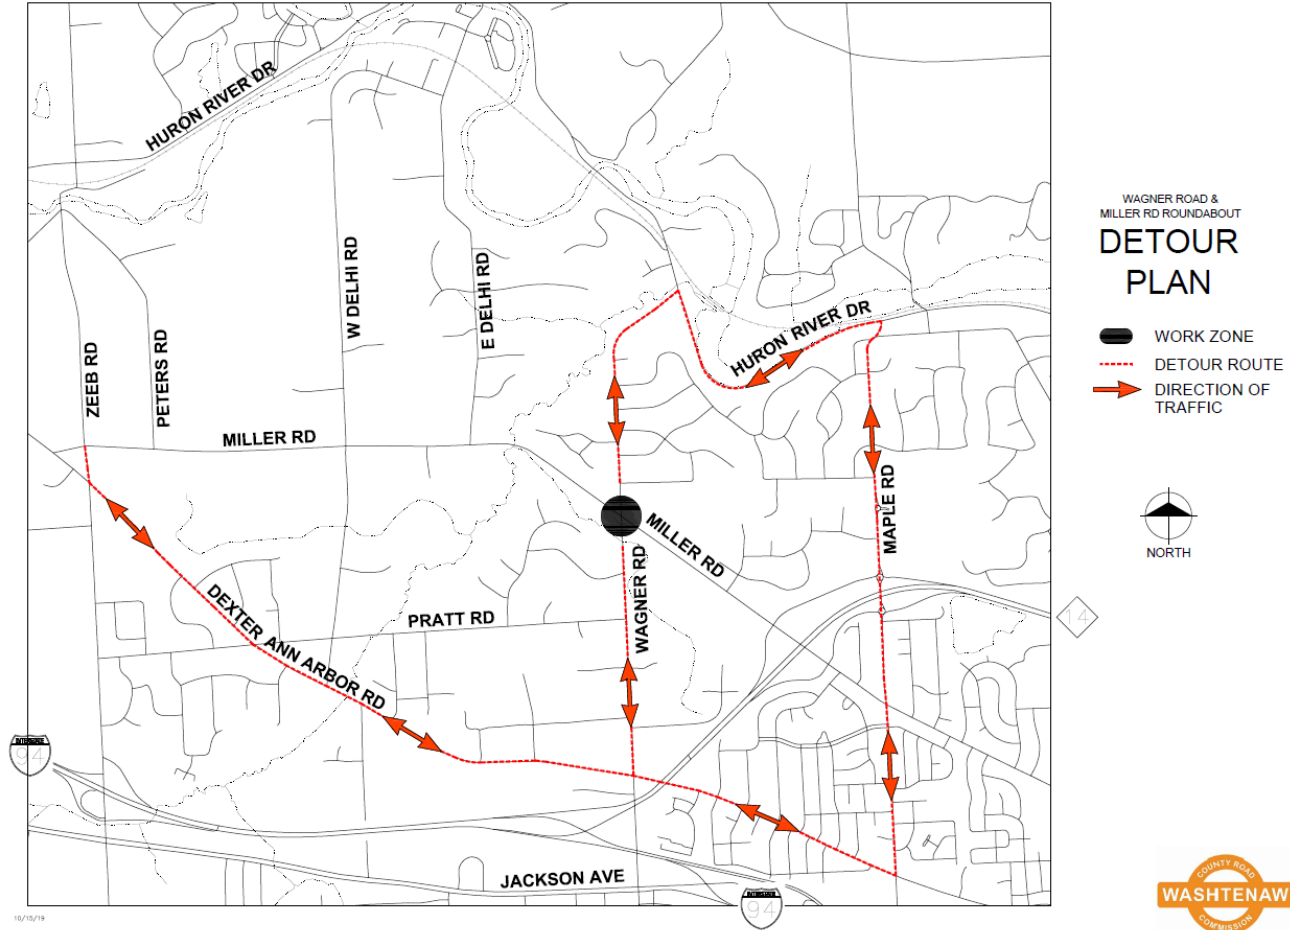 HURON RIVER DR
W DELHI RD
E DELHI RD
ZEEB RD
PETERS RD
MILLER RD
HURON RIVER DR
MAPLE RD
MILLER RD
WAGNER RD
PRATT RD
DEXTER ANN ARBOR RD
JACKSON AVE
INTERSTATE
94
INTERSTATE
94
14
WAGNER ROAD &
MILLER RD ROUNDABOUT
DETOUR
PLAN
WORK ZONE
DETOUR ROUTE
DIRECTION OF
TRAFFIC
NORTH
COUNTY ROAD
WASHTENAW
COMMISSION
10/15/19